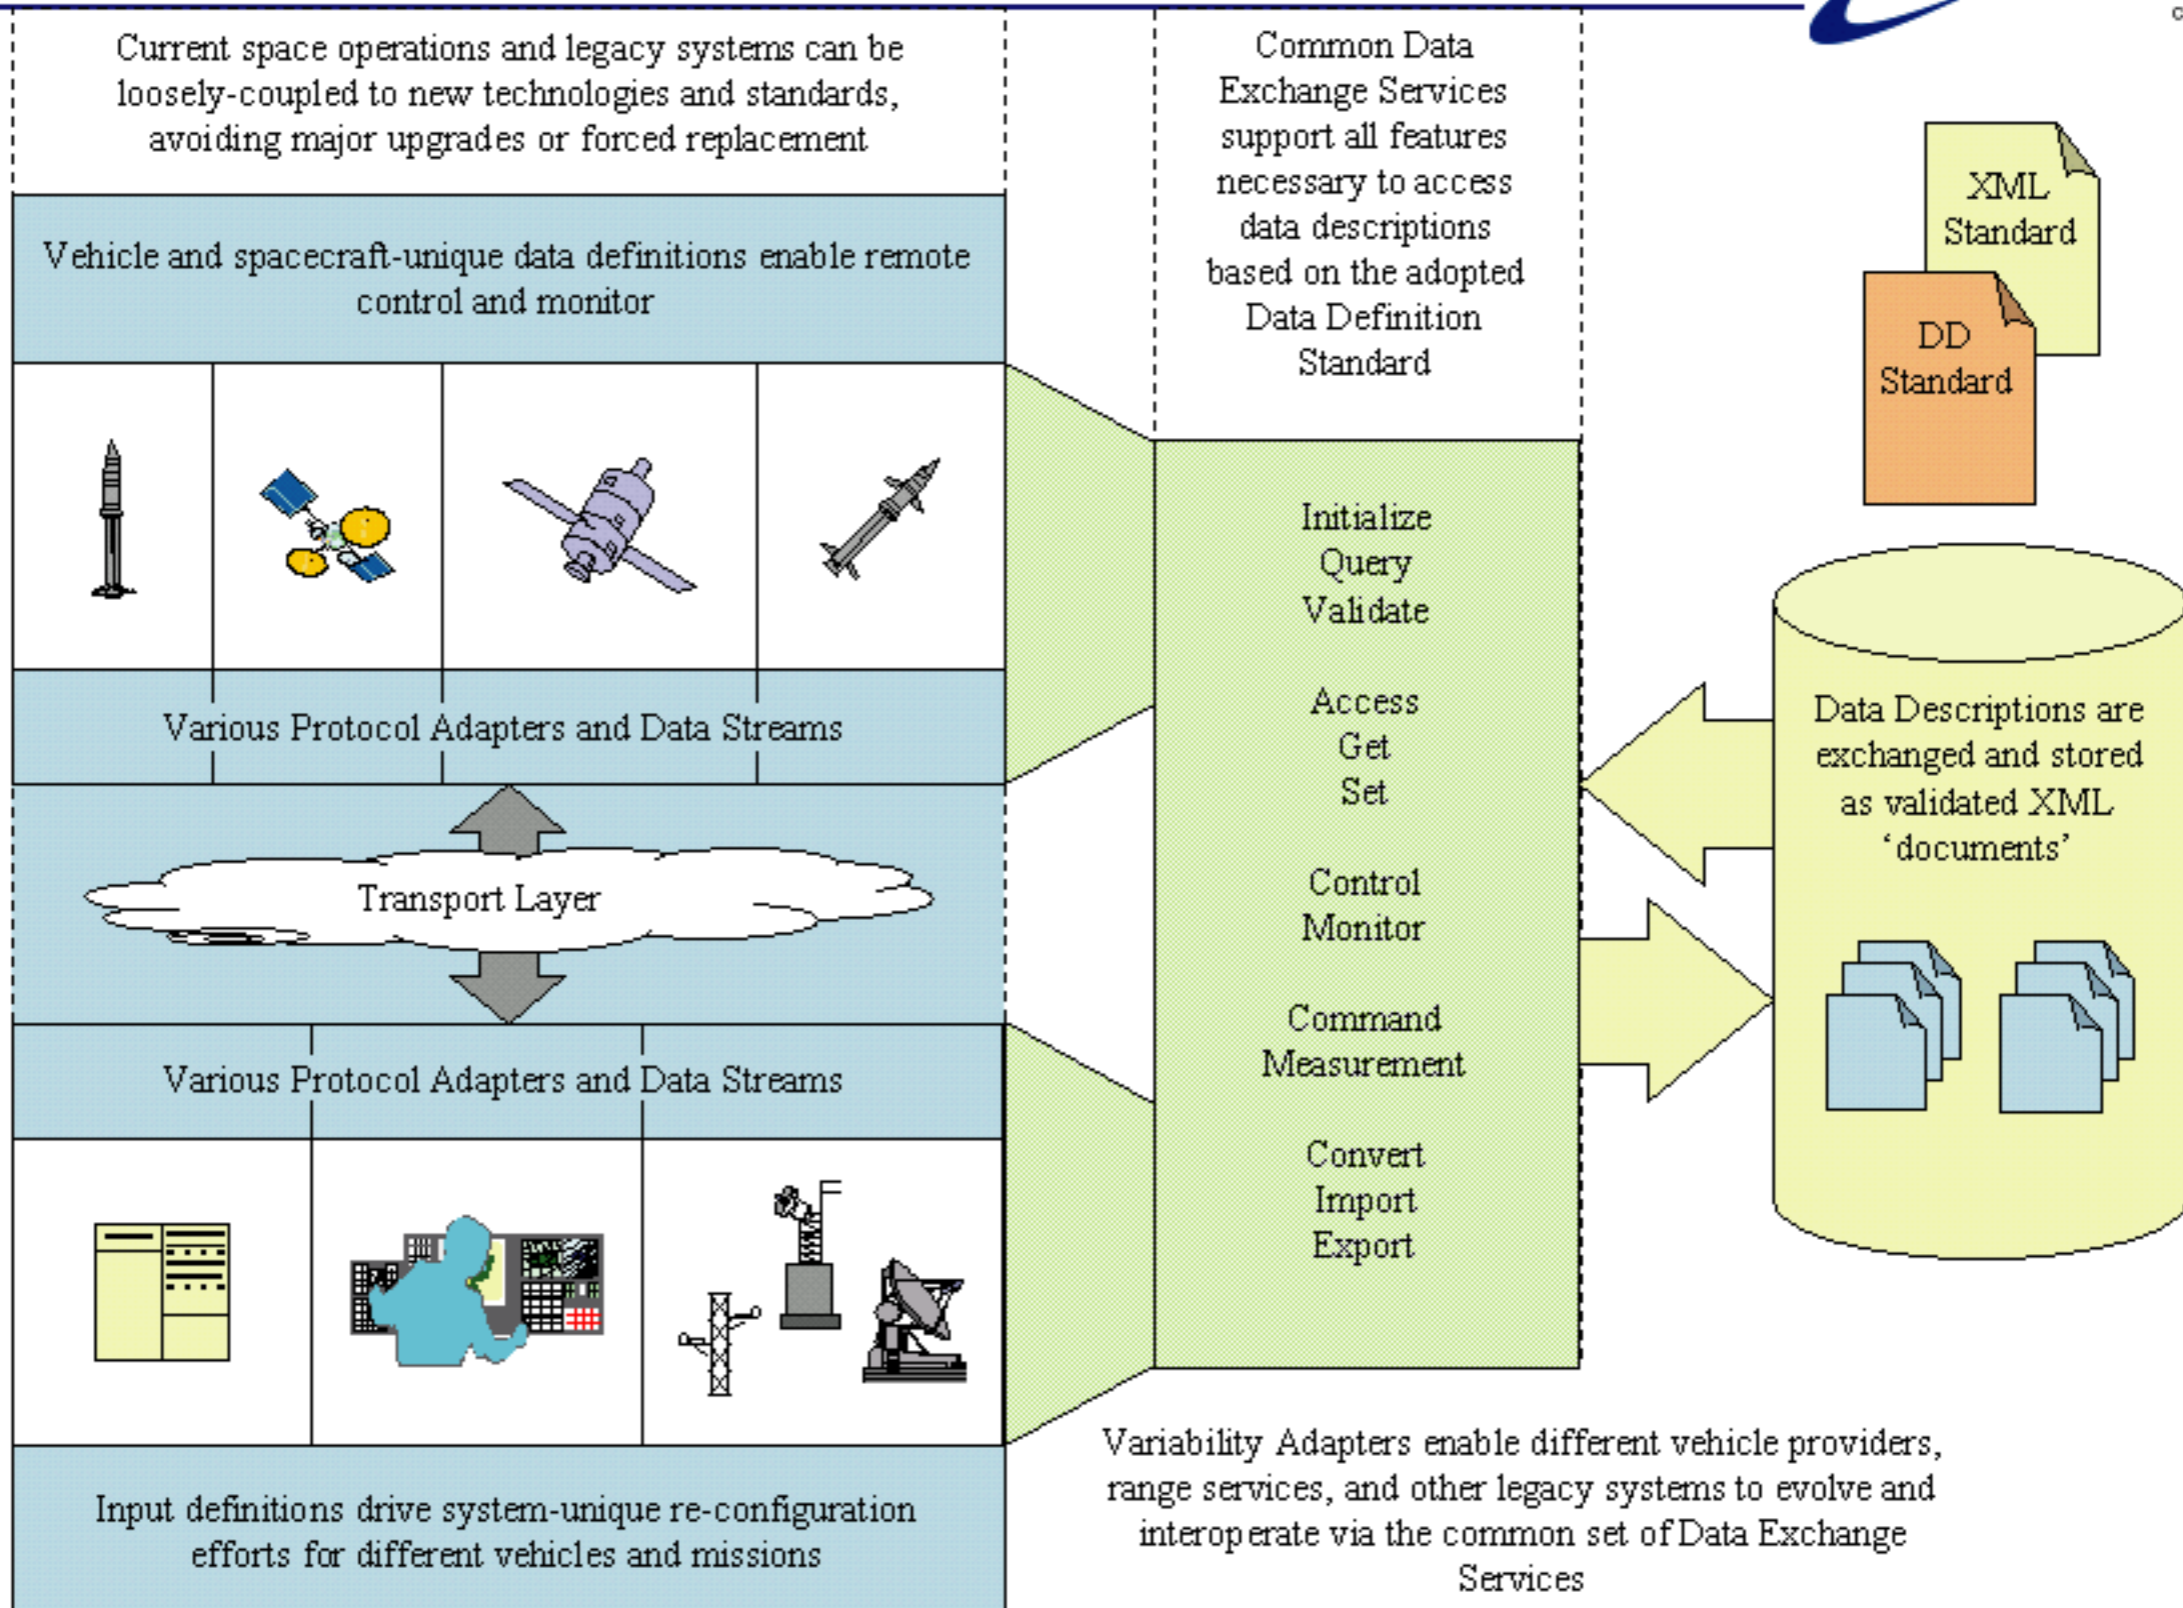 Current space operations and legacy systems can be
loosely-coupled to new technologies and standards,
avoiding major upgrades or forced replacement
Vehicle and spacecraft-unique data definitions enable remote
control and monitor
Various Protocol Adapters and Data Streams
Transport Layer
Various Protocol Adapters and Data Streams
Input definitions drive system-unique re-configuration
efforts for different vehicles and missions
Common Data
Exchange Services
support all features
necessary to access
data descriptions
based on the adopted
Data Definition
Standard
Initialize
Query
Validate
Access
Get
Set
Control
Monitor
Command
Measurement
Convert
Import
Export
XML
Standard
DD
Standard
Data Descriptions are
exchanged and stored
as validated XML
‘documents’
Variability Adapters enable different vehicle providers,
range services, and other legacy systems to evolve and
interoperate via the common set of Data Exchange
Services